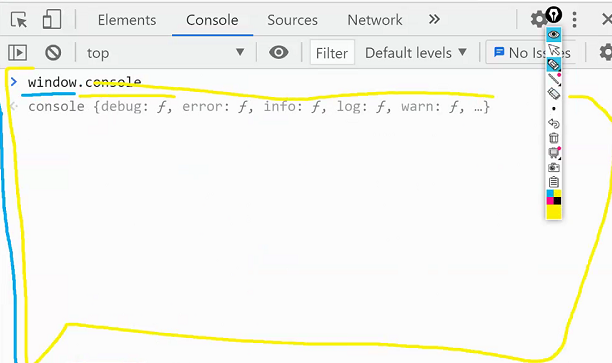 Elements Console Sources Network
top Filter Default levels No Issues
> window.console
console {debug: ƒ, error: ƒ, info: ƒ, log: ƒ, warn: ƒ, …}